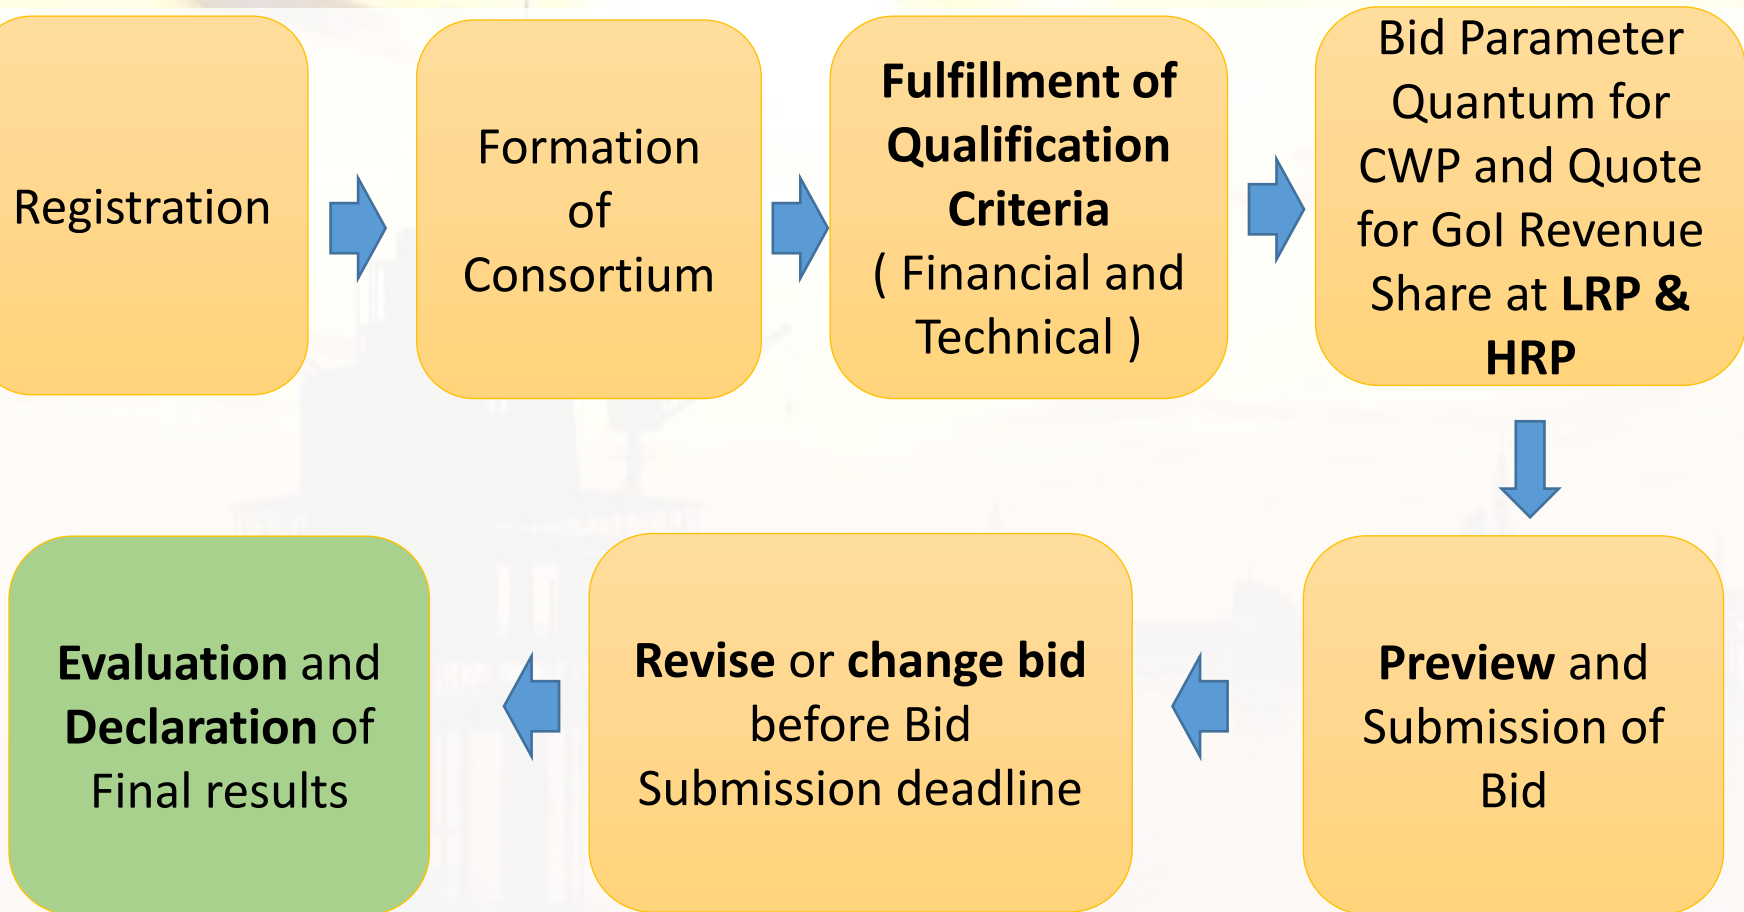 Registration
Formation
of
Consortium
Fulfillment of
Qualification
Criteria
( Financial and
Technical )
Bid Parameter
Quantum for
CWP and Quote
for GoI Revenue
Share at LRP &
HRP
Preview and
Submission of
Bid
Revise or change bid
before Bid
Submission deadline
Evaluation and
Declaration of
Final results